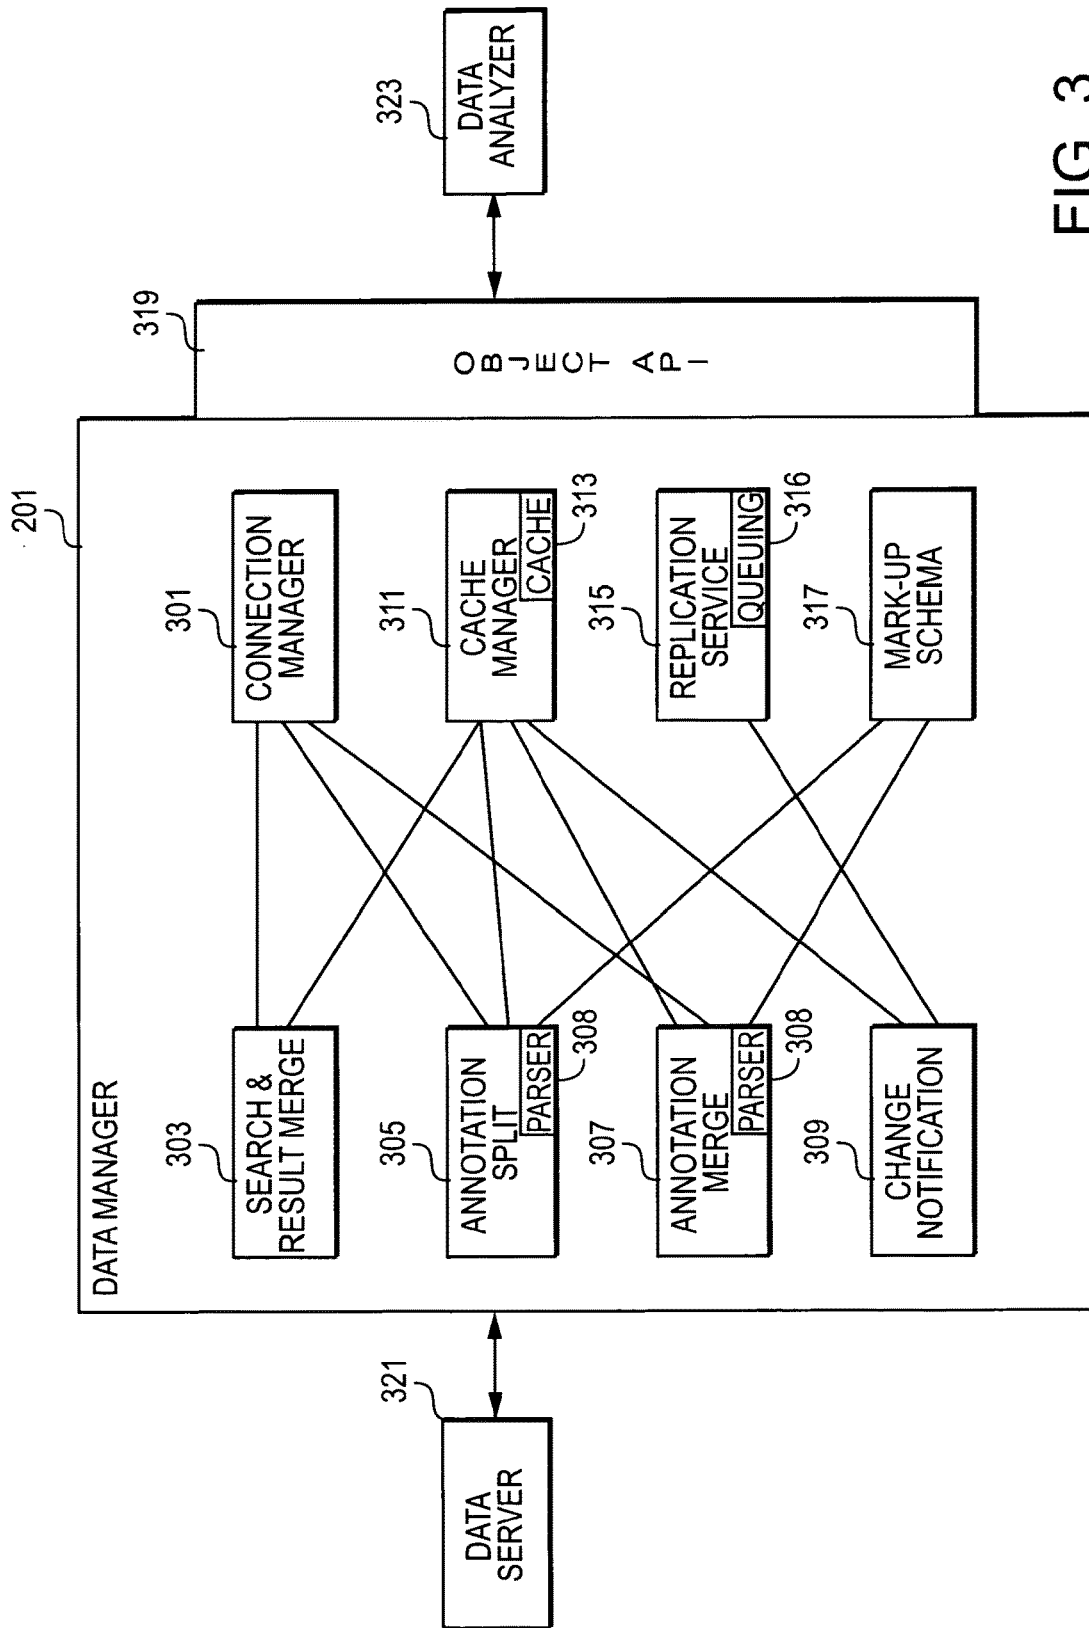 201
DATA MANAGER
303
SEARCH &
RESULT MERGE
301
CONNECTION
MANAGER
319
OBJECT API
323
DATA
ANALYZER
321
DATA
SERVER
305
ANNOTATION
SPLIT
PARSER
308
311
CACHE
MANAGER
CACHE
313
307
ANNOTATION
MERGE
PARSER
308
315
REPLICATION
SERVICE
QUEUING
316
309
CHANGE
NOTIFICATION
317
MARK-UP
SCHEMA
FIG 3